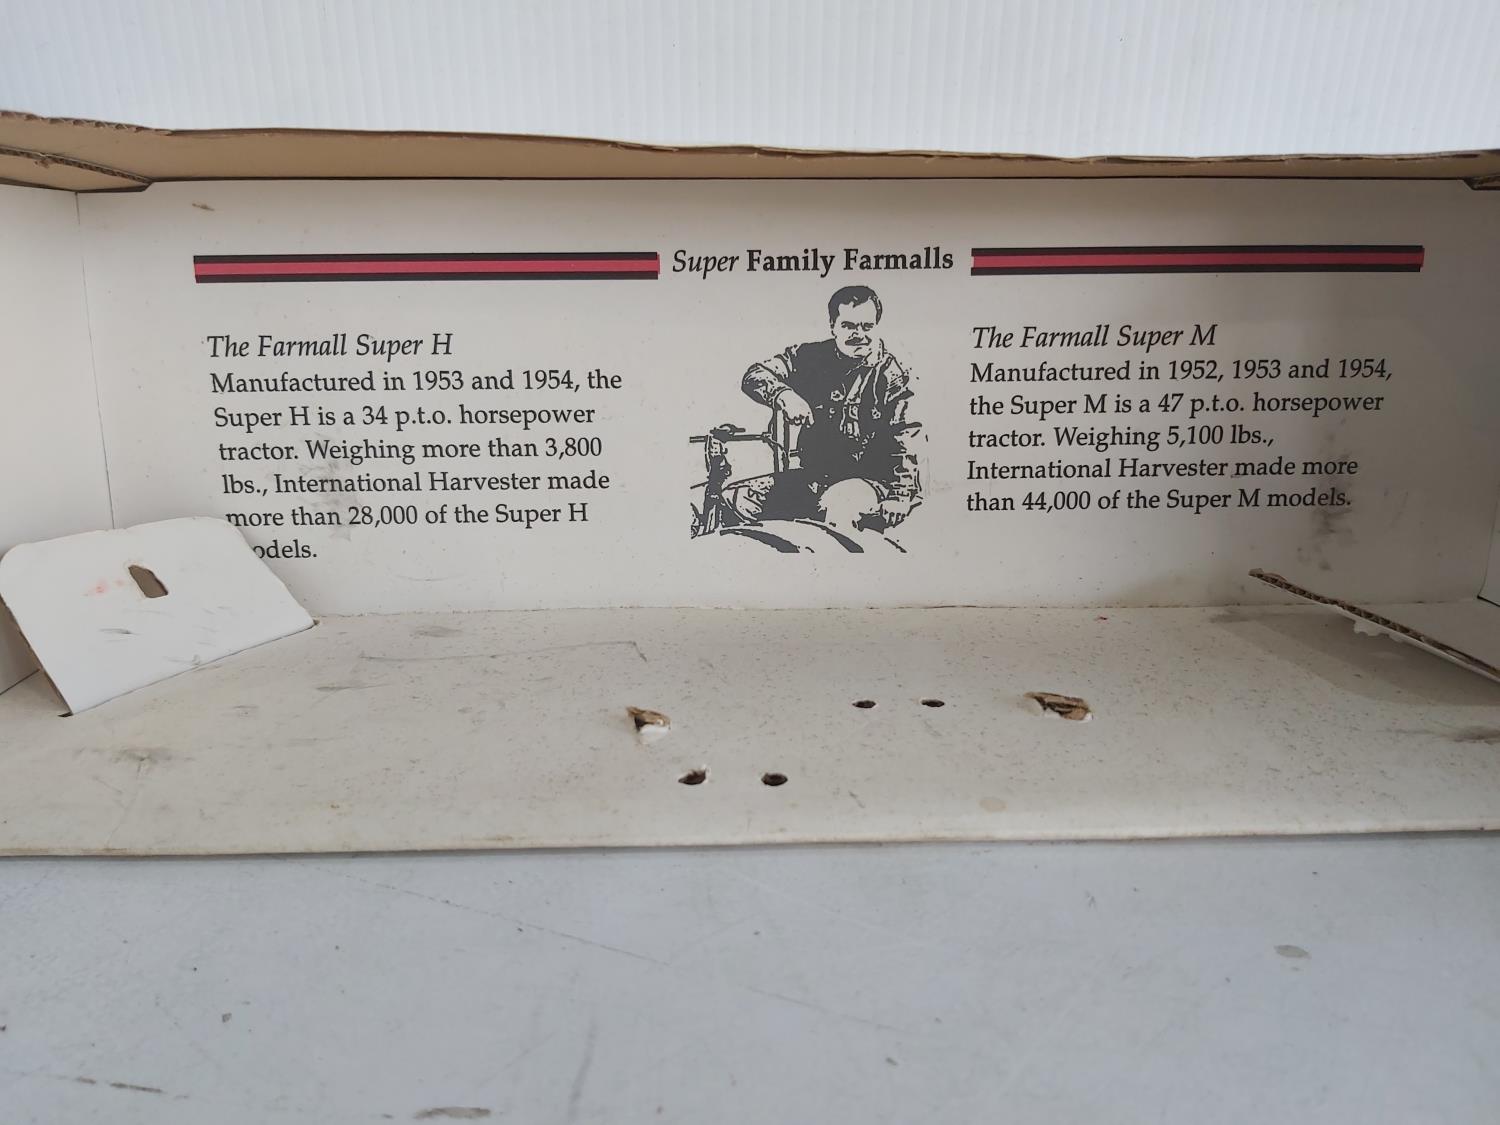 Super Family Farmalls
The Farmall Super H
Manufactured in 1953 and 1954, the
Super H is a 34 p.t.o. horsepower
tractor. Weighing more than 3,800
lbs., International Harvester made
more than 28,000 of the Super H
odels.
The Farmall Super M
Manufactured in 1952, 1953 and 1954,
the Super M is a 47 p.t.o. horsepower
tractor. Weighing 5,100 lbs.,
International Harvester made more
than 44,000 of the Super M models.